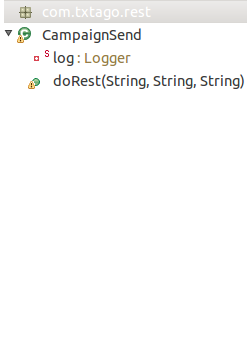 com.txtago.rest
CampaignSend
S log : Logger
doRest(String, String, String)